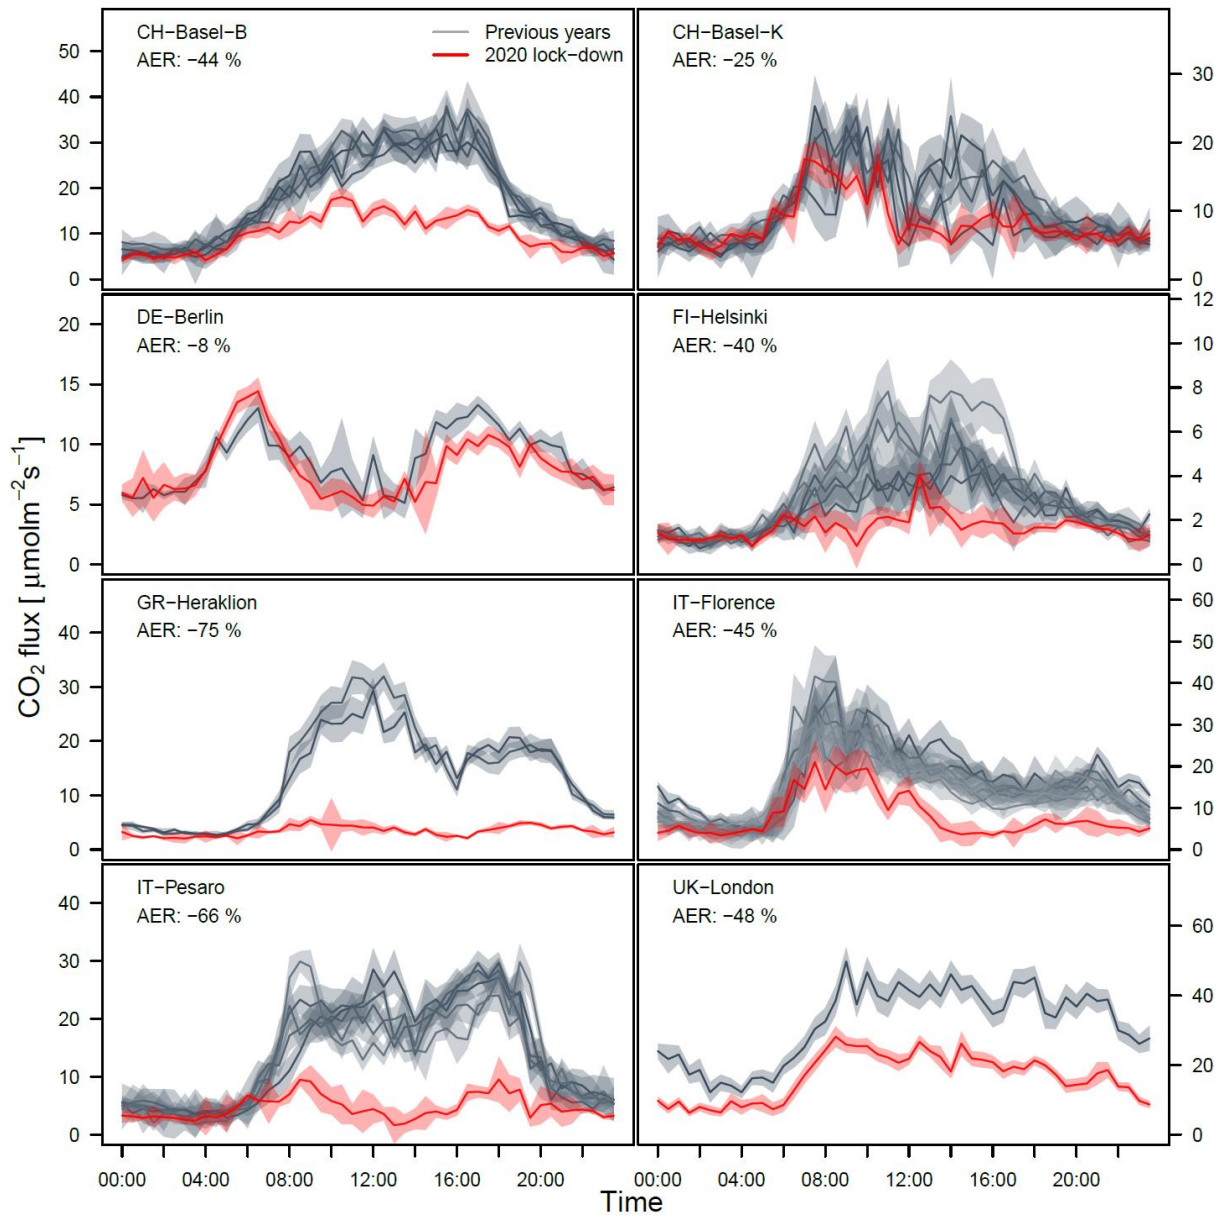 CH−Basel−B
AER: −44 %
Previous years
2020 lock−down
CH−Basel−K
AER: −25 %
50
40
30
20
10
0
30
20
10
0
DE−Berlin
AER: −8 %
FI−Helsinki
AER: −40 %
20
15
10
5
0
12
10
8
6
4
2
0
CO₂ flux [ μmolm⁻²s⁻¹]
GR−Heraklion
AER: −75 %
IT−Florence
AER: −45 %
40
30
20
10
0
60
50
40
30
20
10
0
IT−Pesaro
AER: −66 %
UK−London
AER: −48 %
40
30
20
10
0
60
40
20
0
00:00 04:00 08:00 12:00 16:00 20:00 00:00 04:00 08:00 12:00 16:00 20:00
Time